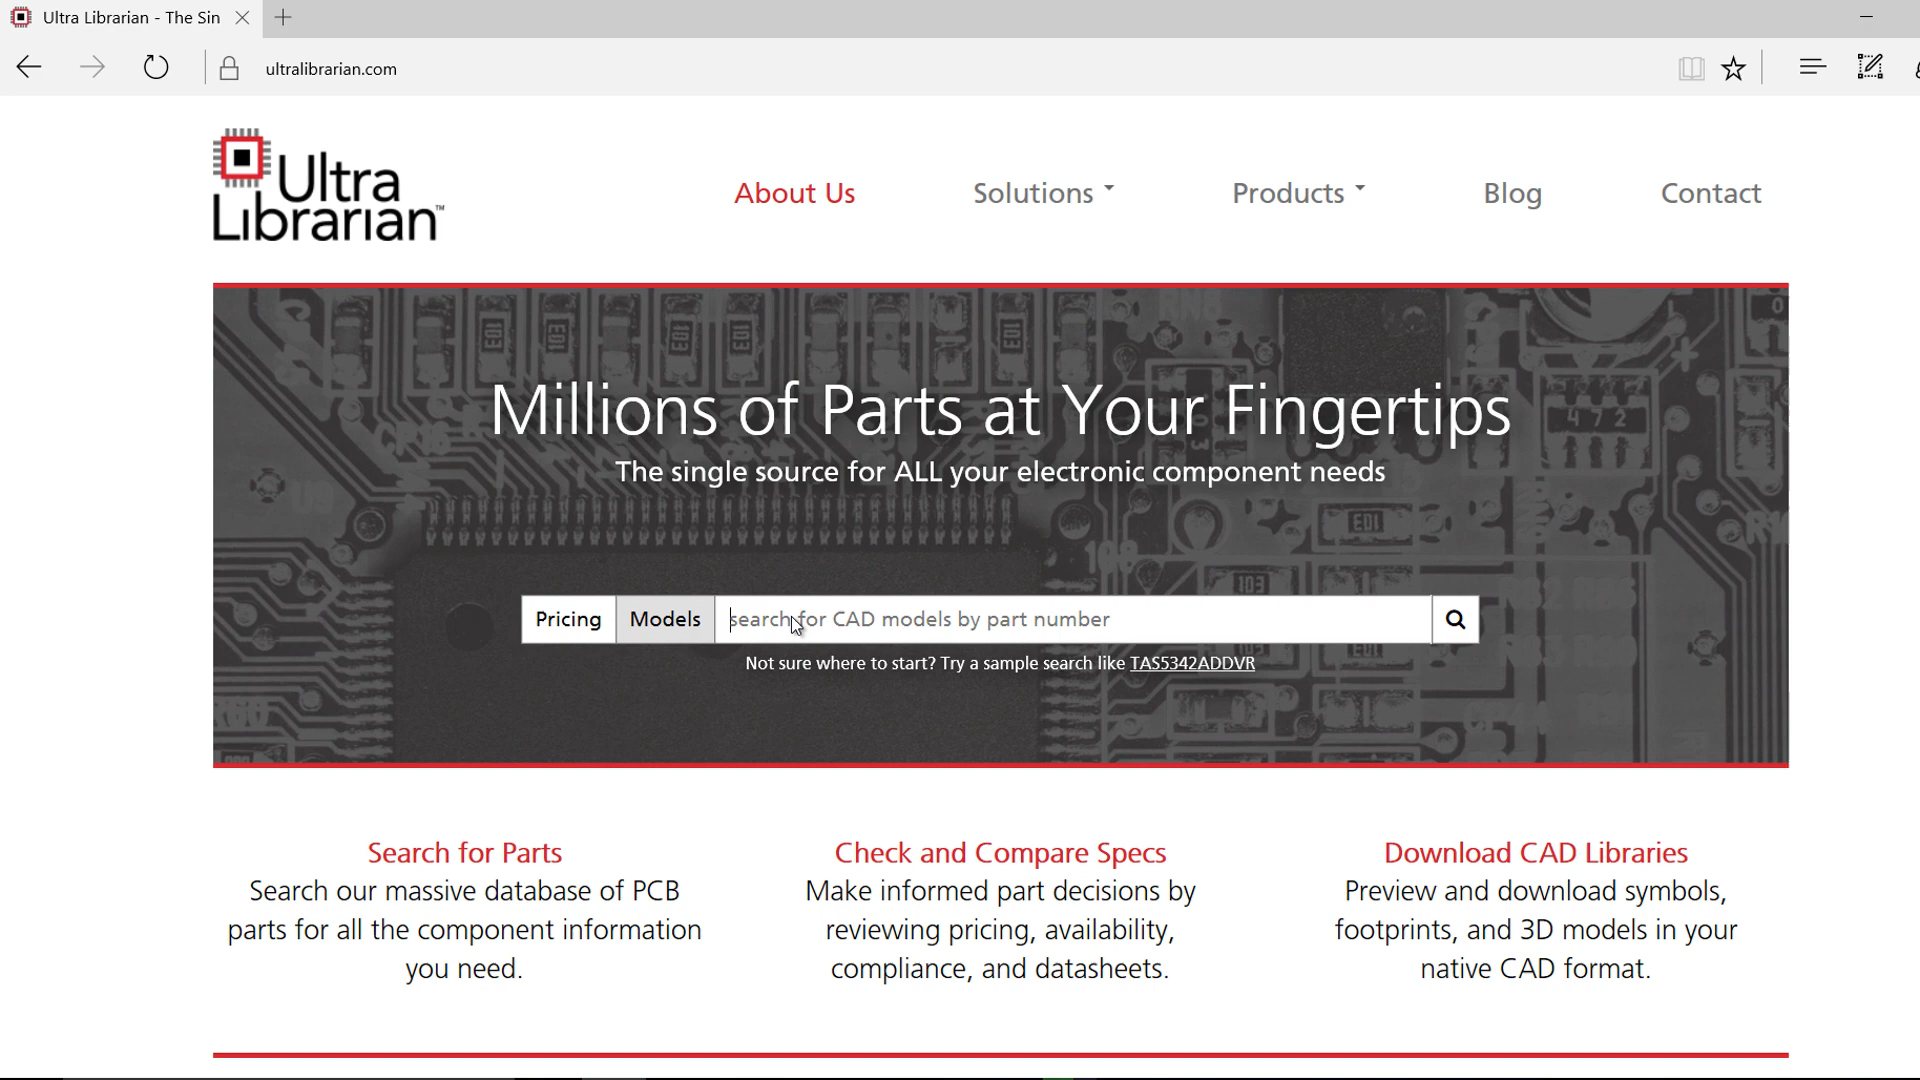 Ultra Librarian - The Sin
ultralibrarian.com
Ultra
Librarian™
About Us
Solutions
Products
Blog
Contact
Millions of Parts at Your Fingertips
The single source for ALL your electronic component needs
Pricing
Models
search for CAD models by part number
Not sure where to start? Try a sample search like TAS5342ADDVR
Search for Parts
Search our massive database of PCB
parts for all the component information
you need.
Check and Compare Specs
Make informed part decisions by
reviewing pricing, availability,
compliance, and datasheets.
Download CAD Libraries
Preview and download symbols,
footprints, and 3D models in your
native CAD format.